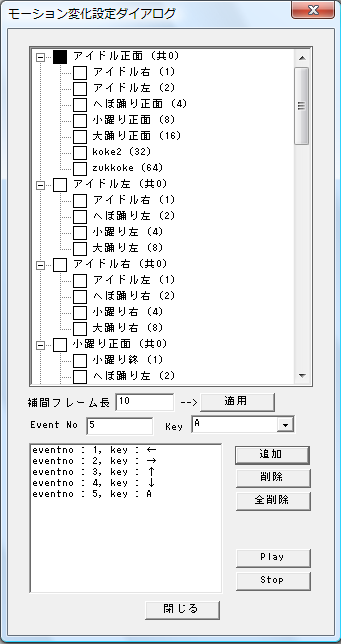 モーション変化設定ダイアログ
アイドル正面 (共0)
アイドル右 (1)
アイドル左 (2)
へぼ踊り正面 (4)
小躍り正面 (8)
大踊り正面 (16)
koke2 (32)
zukkoke (64)
アイドル左 (共0)
アイドル右 (1)
へぼ踊り左 (2)
小躍り左 (4)
大踊り左 (8)
アイドル右 (共0)
アイドル左 (1)
へぼ踊り右 (2)
小躍り右 (4)
大踊り右 (8)
小躍り正面 (共0)
小躍り終 (1)
へぼ踊り左 (2)
補間フレーム長 10 --> 適用
Event No 5 Key A
eventno : 1, key : ←
eventno : 2, key : →
eventno : 3, key : ↑
eventno : 4, key : ↓
eventno : 5, key : A
追加
削除
全削除
Play
Stop
閉じる